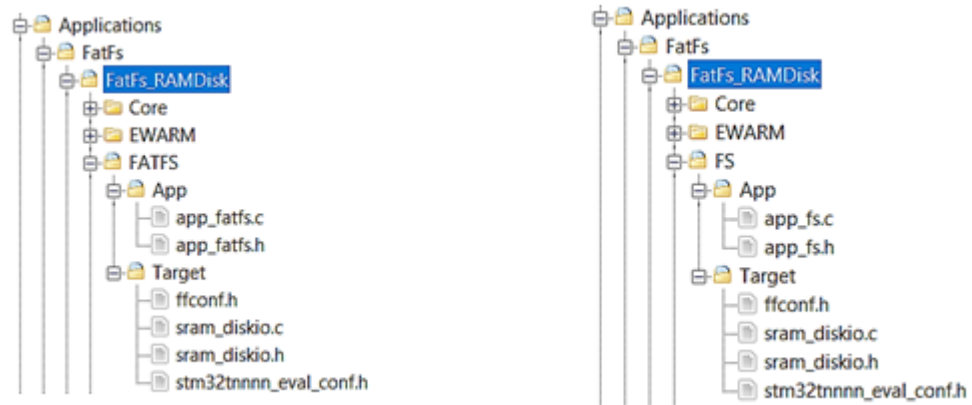 Applications
FatFs
FatFs_RAMDisk
Core
EWARM
FATFS
App
app_fatfs.c
app_fatfs.h
Target
ffconf.h
sram_diskio.c
sram_diskio.h
stm32tnnnn_eval_conf.h
Applications
FatFs
FatFs_RAMDisk
Core
EWARM
FS
App
app_fs.c
app_fs.h
Target
ffconf.h
sram_diskio.c
sram_diskio.h
stm32tnnnn_eval_conf.h